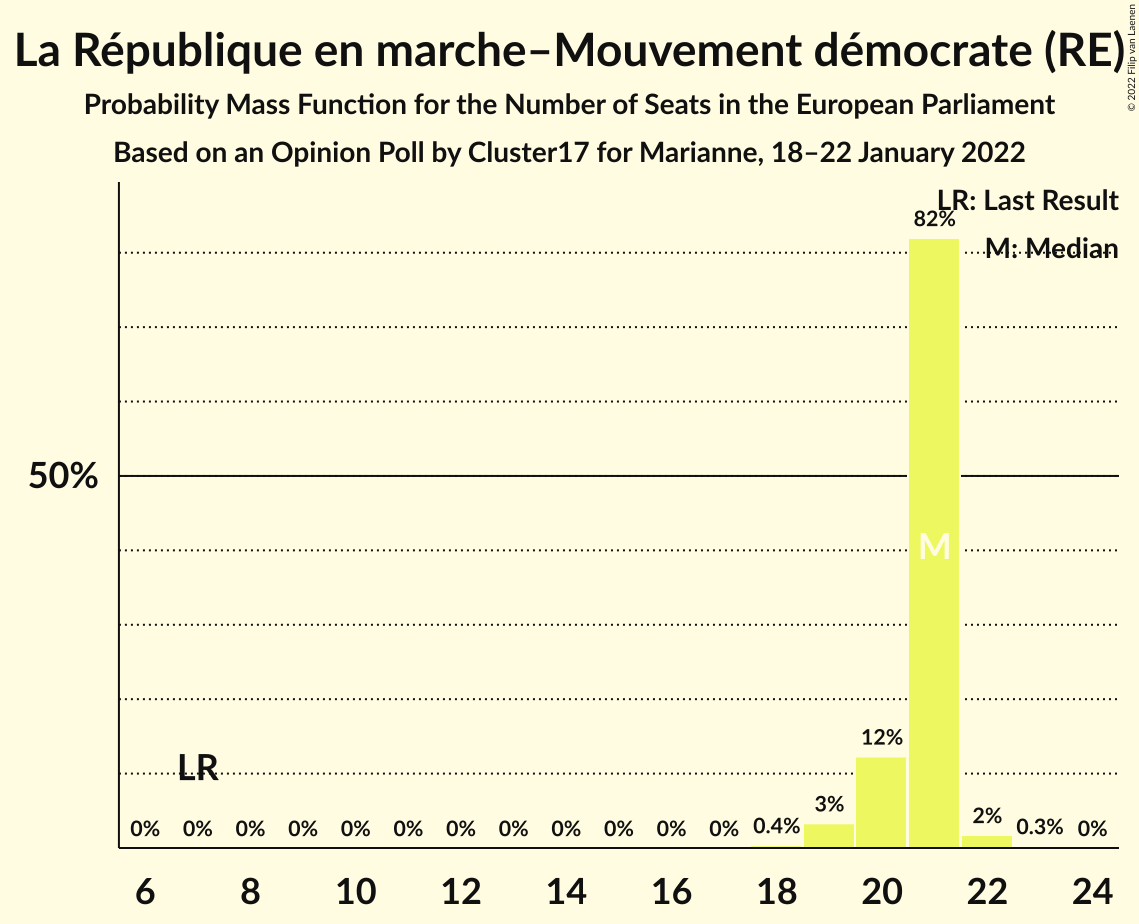 La République en marche–Mouvement démocrate (RE)
Probability Mass Function for the Number of Seats in the European Parliament
Based on an Opinion Poll by Cluster17 for Marianne, 18–22 January 2022
© 2022 Filip van Laenen
LR: Last Result
82%
M: Median
50%
M
12%
LR
3%
2%
0% 0% 0% 0% 0% 0% 0% 0% 0% 0% 0% 0% 0.4% 0.3% 0%
6 8 10 12 14 16 18 20 22 24